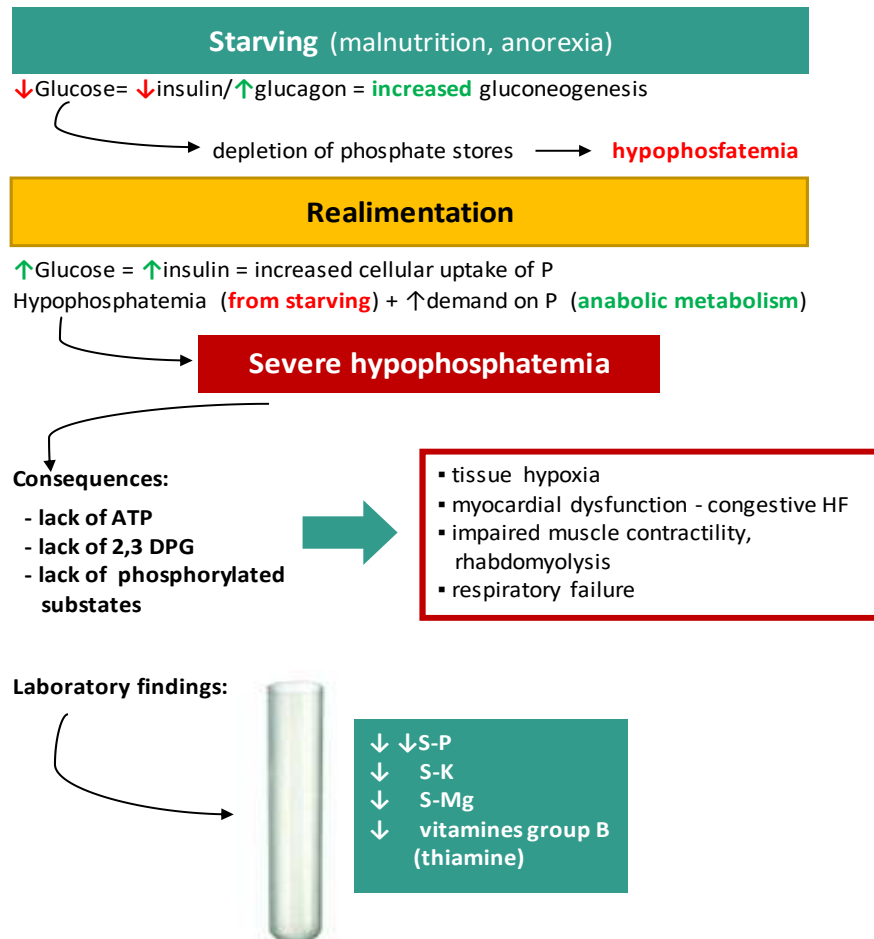 Starving (malnutrition, anorexia)
↓Glucose= ↓insulin/↑glucagon = increased gluconeogenesis
depletion of phosphate stores → hypophosfatemia
Realimentation
↑Glucose = ↑insulin = increased cellular uptake of P
Hypophosphatemia (from starving) + ↑demand on P (anabolic metabolism)
Severe hypophosphatemia
Consequences:
- lack of ATP
- lack of 2,3 DPG
- lack of phosphorylated
substates
▪ tissue hypoxia
▪ myocardial dysfunction - congestive HF
▪ impaired muscle contractility,
rhabdomyolysis
▪ respiratory failure
Laboratory findings:
↓ ↓S-P
↓ S-K
↓ S-Mg
↓ vitamines group B
(thiamine)